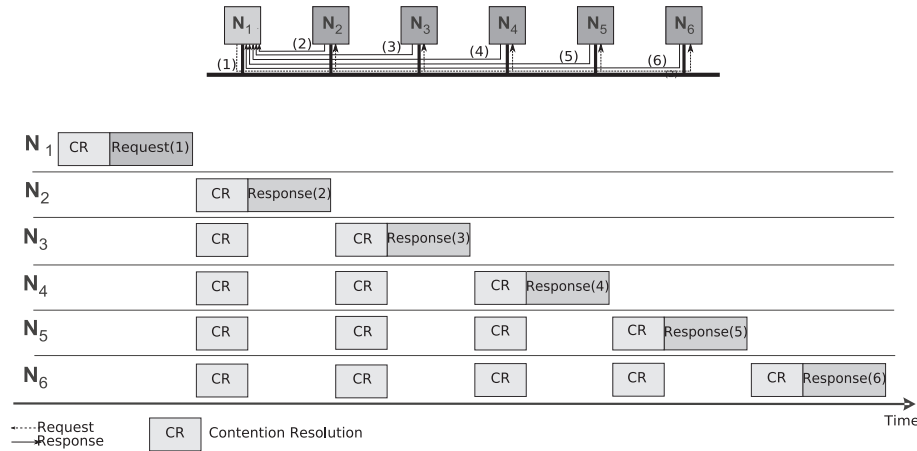 N1 N2 N3 N4 N5 N6
(1) (2) (3) (4) (5) (6)
N1 CR Request(1)
N2 CR Response(2)
N3 CR CR Response(3)
N4 CR CR CR Response(4)
N5 CR CR CR CR Response(5)
N6 CR CR CR CR CR Response(6)
Time
Request
Response
CR Contention Resolution